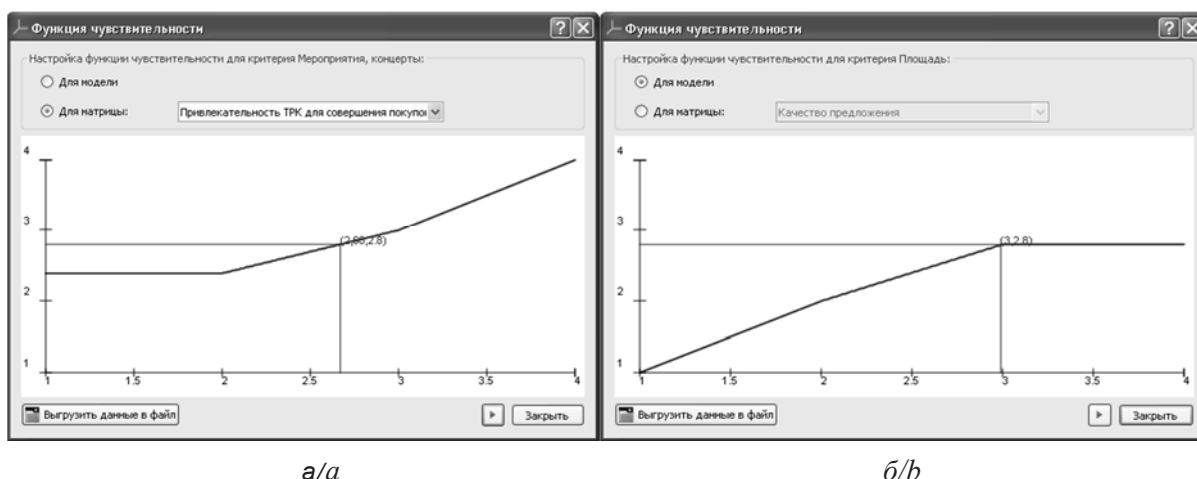 Функция чувствительности
Настройка функции чувствительности для критерия Мероприятия, концерты:
Для модели
Для матрицы:
Привлекательность ТРК для совершения покупо
4
3
2
1
(2,66;2.8)
1
1.5
2
2.5
3
3.5
4
Выгрузить данные в файл
Закрыть
а/a
Функция чувствительности
Настройка функции чувствительности для критерия Площадь:
Для модели
Для матрицы:
Качество предложения
4
3
2
1
(3,2.8)
1
1.5
2
2.5
3
3.5
4
Выгрузить данные в файл
Закрыть
б/b